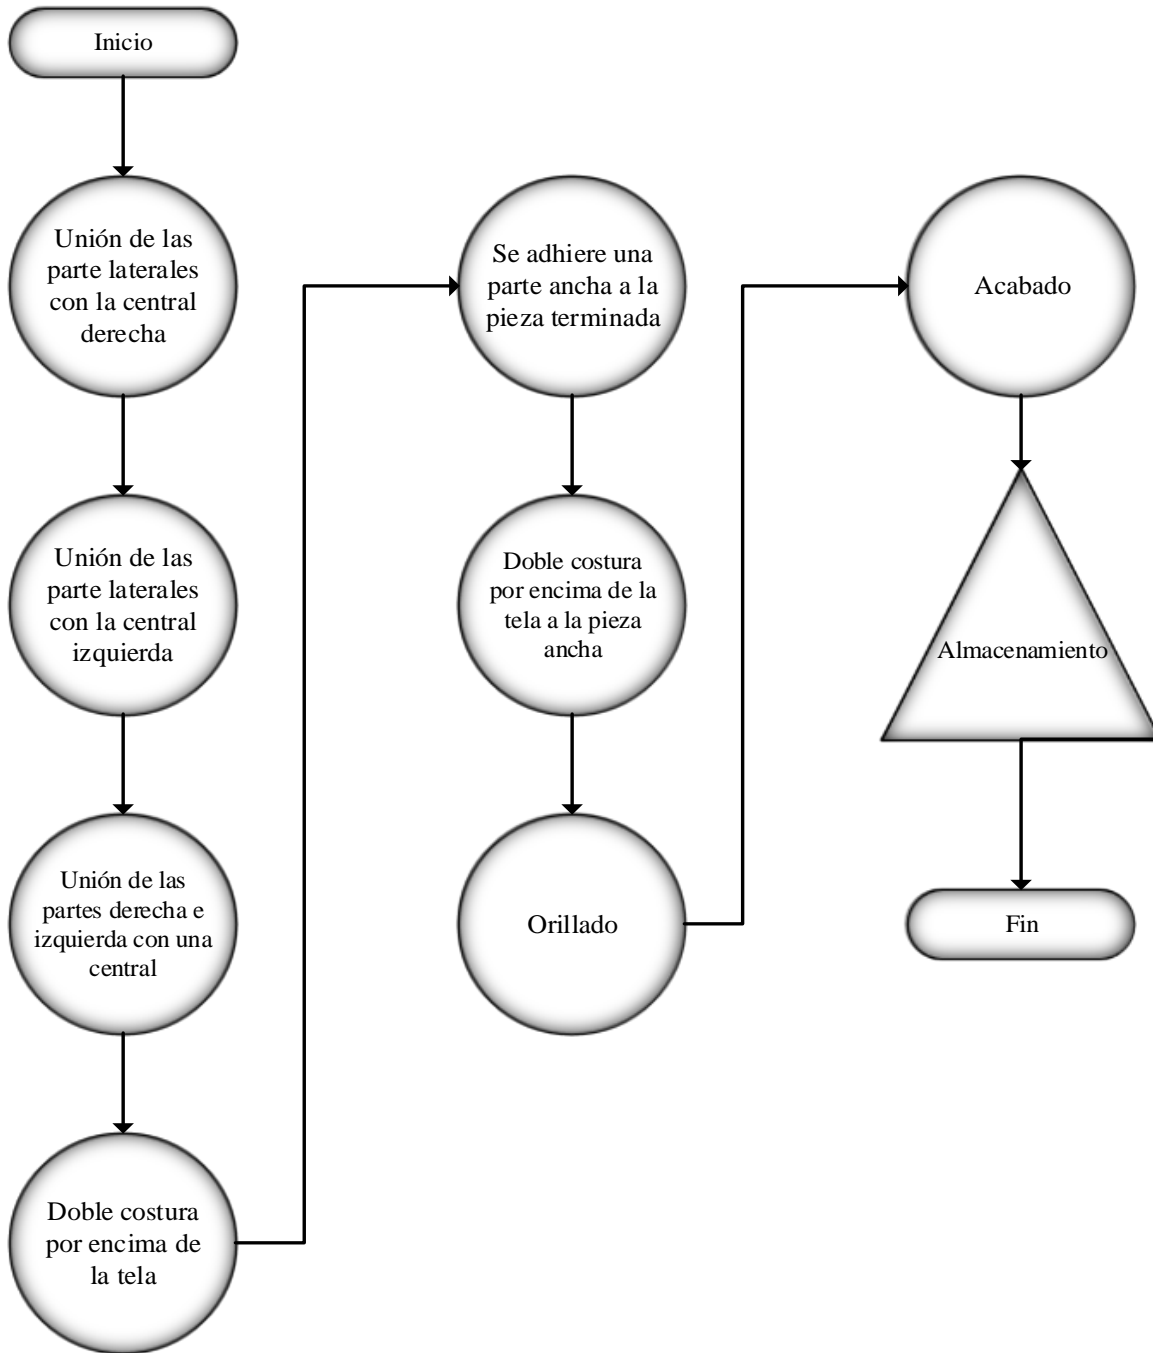 Inicio
Unión de las
parte laterales
con la central
derecha
Unión de las
parte laterales
con la central
izquierda
Unión de las
partes derecha e
izquierda con una
central
Doble costura
por encima de
la tela
Se adhiere una
parte ancha a la
pieza terminada
Doble costura
por encima de la
tela a la pieza
ancha
Orillado
Acabado
Almacenamiento
Fin